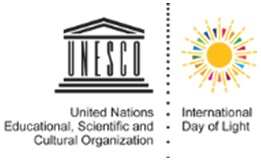 UNESCO
United Nations
Educational, Scientific and
Cultural Organization
International
Day of Light